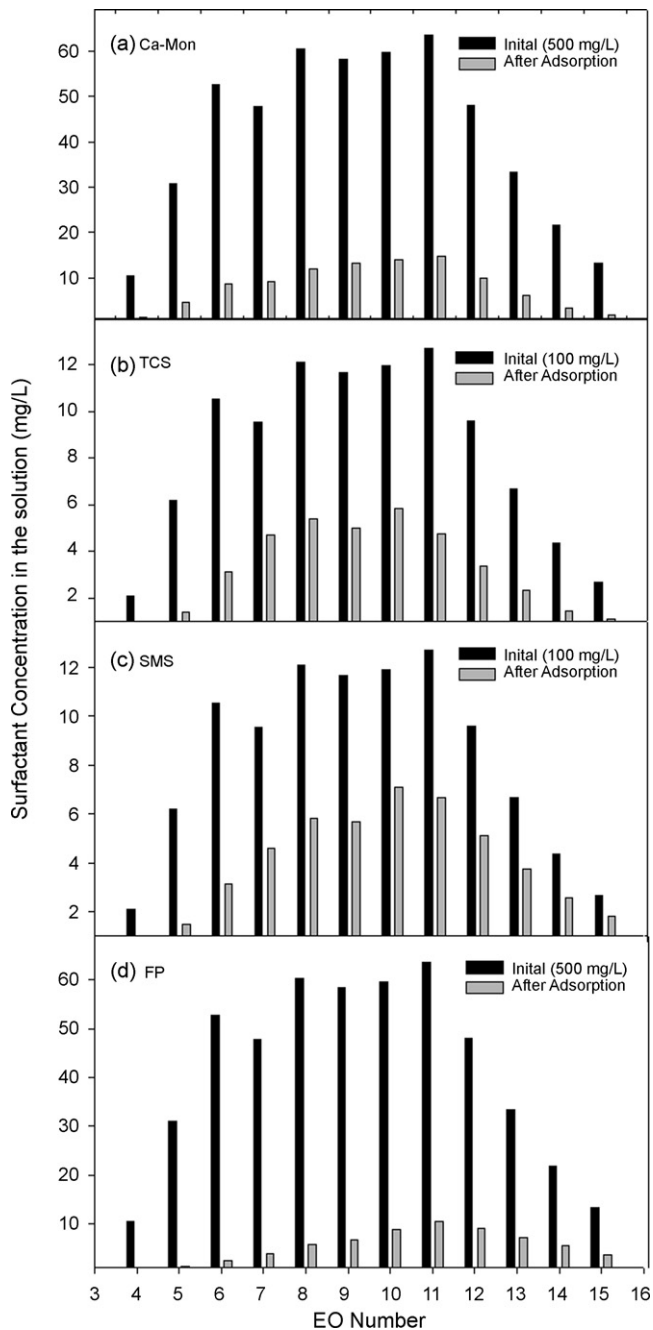 (a) Ca-Mon
Inital (500 mg/L)
After Adsorption
60
50
40
30
20
10
(b) TCS
Inital (100 mg/L)
After Adsorption
12
10
8
6
4
2
Surfactant Concentration in the solution (mg/L)
(c) SMS
Inital (100 mg/L)
After Adsorption
12
10
8
6
4
2
(d) FP
Inital (500 mg/L)
After Adsorption
60
50
40
30
20
10
3 4 5 6 7 8 9 10 11 12 13 14 15 16
EO Number